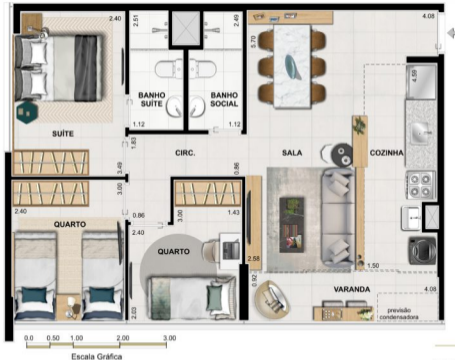 2.40
2.51
2.49
4.08
5.70
4.59
BANHO SUÍTE
BANHO SOCIAL
1.12
1.12
SUÍTE
1.83
CIRC.
SALA
COZINHA
3.49
0.86
3.00
2.40
0.86
3.00
1.43
QUARTO
2.40
QUARTO
2.58
1.50
0.92
VARANDA
4.08
2.03
previsão
condensadora
0.0 0.50 1.00 2.00 3.00
Escala Gráfica